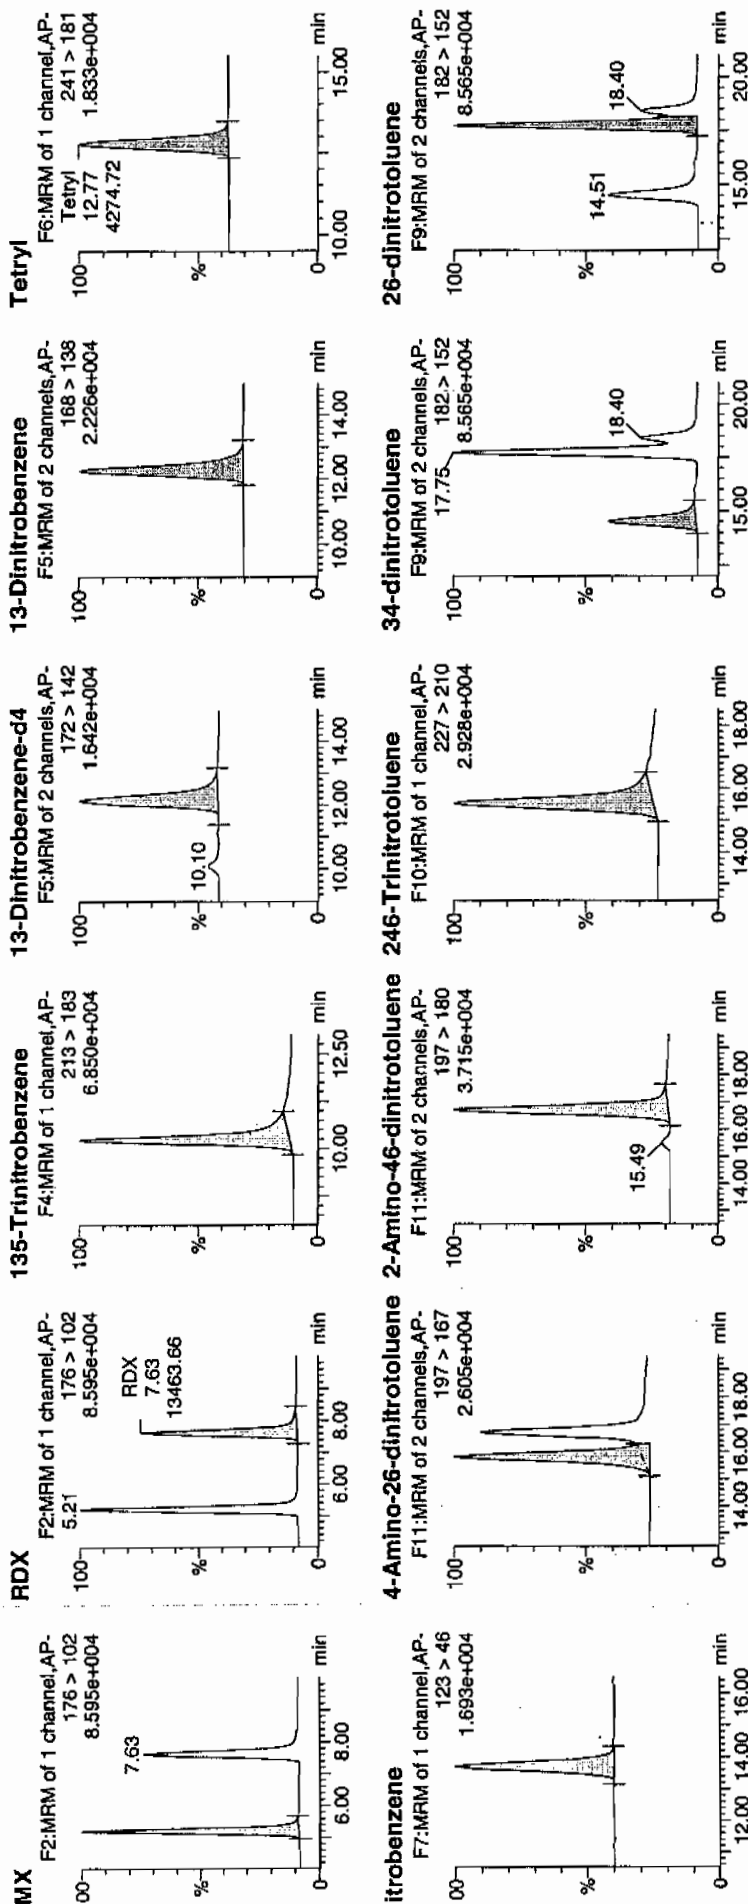 MX
F2:MRM of 1 channel,AP-
176 > 102
8.595e+004
00
7.63
%
0
6.00 8.00
min
RDX
F2:MRM of 1 channel,AP-
5.21 176 > 102
8.595e+004
100
RDX
7.63
13463.66
%
0
6.00 8.00
min
135-Trinitrobenzene
F4:MRM of 1 channel,AP-
213 > 183
6.850e+004
100
%
0
10.00 12.50
min
13-Dinitrobenzene-d4
F5:MRM of 2 channels,AP-
172 > 142
1.642e+004
100
10.10
%
0
10.00 12.00 14.00
min
13-Dinitrobenzene
F5:MRM of 2 channels,AP-
168 > 138
2.226e+004
100
%
0
10.00 12.00 14.00
min
Tetryl
F6:MRM of 1 channel,AP-
Tetryl 241 > 181
12.77 1.833e+004
4274.72
100
%
0
10.00 15.00
min
itrobenzene
F7:MRM of 1 channel,AP-
123 > 46
1.693e+004
00
%
0
12.00 14.00 16.00
min
4-Amino-26-dinitrotoluene
F11:MRM of 2 channels,AP-
197 > 167
2.605e+004
100
%
0
14.00 16.00 18.00
min
2-Amino-46-dinitrotoluene
F11:MRM of 2 channels,AP-
197 > 180
3.715e+004
100
15.49
%
0
14.00 16.00 18.00
min
246-Trinitrotoluene
F10:MRM of 1 channel,AP-
227 > 210
2.928e+004
100
%
0
14.00 16.00 18.00
min
34-dinitrotoluene
F9:MRM of 2 channels,AP-
17.75 182 > 152
8.565e+004
100
18.40
%
0
15.00 20.00
min
26-dinitrotoluene
F9:MRM of 2 channels,AP-
182 > 152
8.565e+004
100
14.51
18.40
%
0
15.00 20.00
min